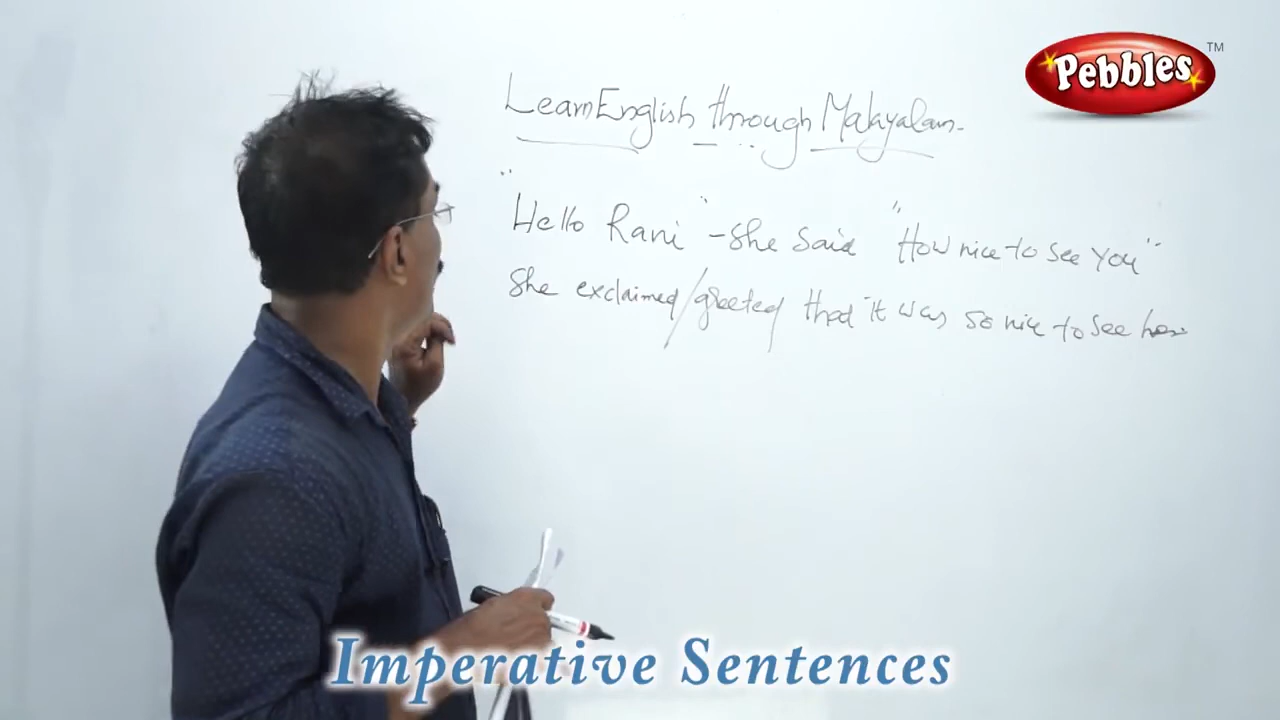 Pebbles™
Learn English through Malayalam.
"Hello Rani" - she said "How nice to see you"
she exclaimed/greeted that it was so nice to see her.
Imperative Sentences